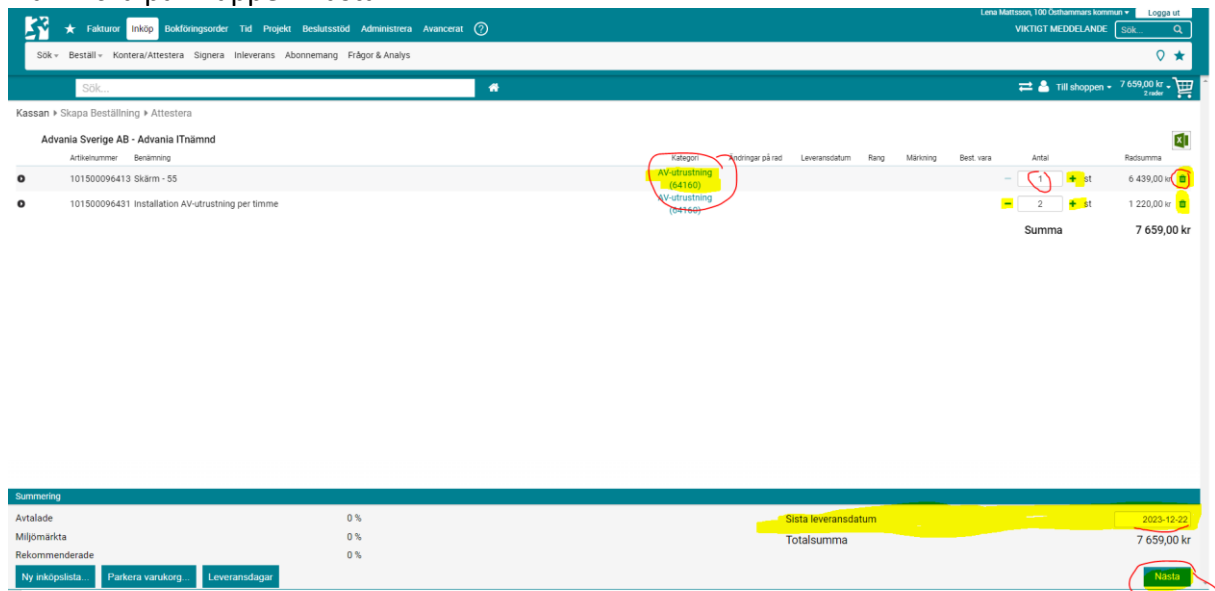 Lena Mattsson, 100 Östhammars kommun Logga ut
Fakturor Inköp Bokföringsorder Tid Projekt Beslutsstöd Administrera Avancerat ? VIKTIGT MEDDELANDE Sök...
Sök Beställ Kontera/Attestera Signera Inleverans Abonnemang Frågor & Analys
Sök... Till shoppen 7 659,00 kr
2 rader
Kassan Skapa Beställning Attestera
Advania Sverige AB - Advania ITnämnd
Artikelnummer Benämning Kategori Ändringar på rad Leveransdatum Rang Märkning Best. vara Antal Radsumma
101500096413 Skärm - 55 AV-utrustning (64160) − 1 + st 6 439,00 kr
101500096431 Installation AV-utrustning per timme AV-utrustning (64160) − 2 + st 1 220,00 kr
Summa 7 659,00 kr
Summering
Avtalade 0 % Sista leveransdatum 2023-12-22
Miljömärkta 0 % Totalsumma 7 659,00 kr
Rekommenderade 0 %
Ny inköpslista... Parkera varukorg... Leveransdagar Nästa